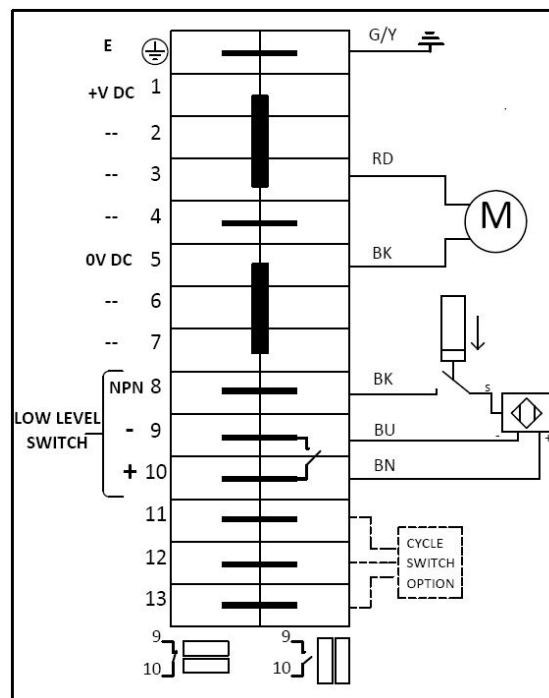 E
G/Y
+V DC 1
-- 2
-- 3
RD
M
-- 4
0V DC 5
BK
-- 6
-- 7
NPN 8
BK
s
LOW LEVEL
SWITCH
- 9
BU
- +
+ 10
BN
11
12
13
CYCLE
SWITCH
OPTION
9
10
9
10